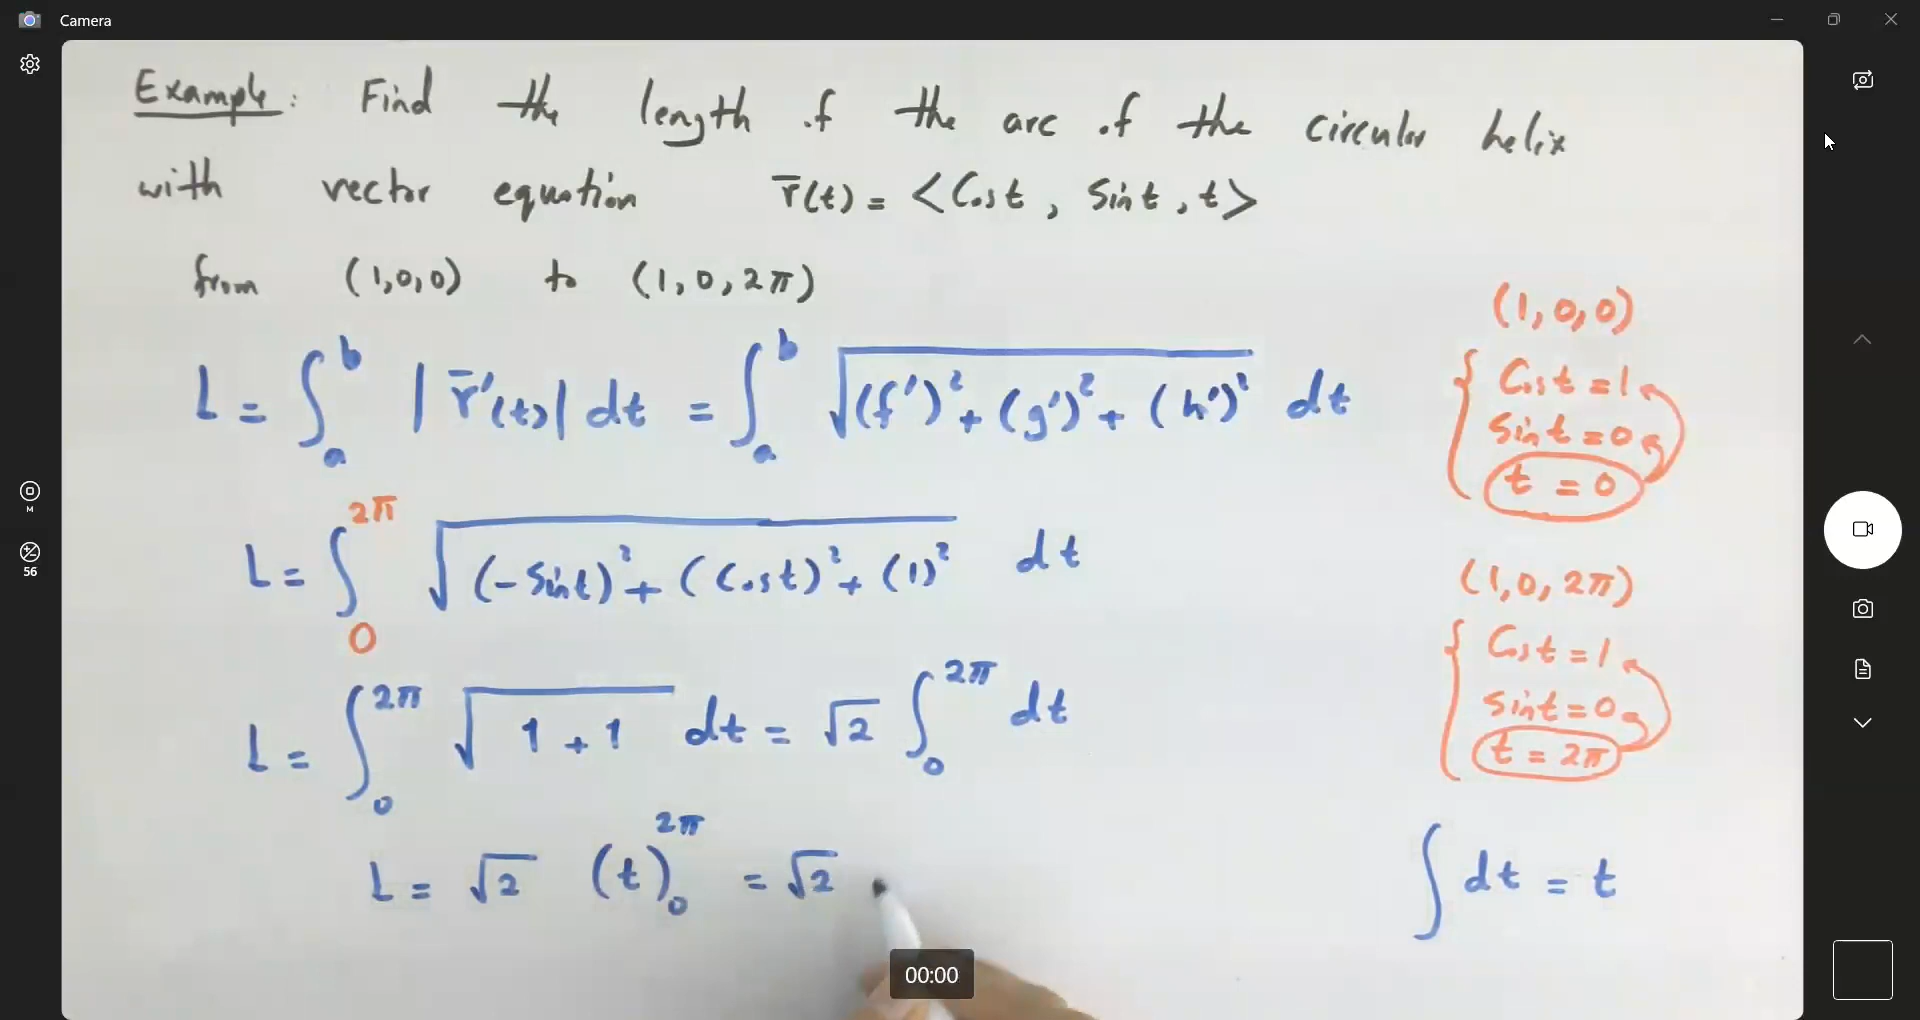 Camera
Example: Find the length of the arc of the circular helix
with vector equation r̄(t) = <Cos t, Sin t, t>
from (1,0,0) to (1,0,2π)
L = ∫_a^b |r̄'(t)| dt = ∫_a^b √((f')² + (g')² + (h')²) dt
L = ∫_0^2π √((-Sin t)² + (Cos t)² + (1)²) dt
L = ∫_0^2π √(1+1) dt = √2 ∫_0^2π dt
L = √2 (t)_0^2π = √2
(1,0,0)
Cos t = 1
Sin t = 0
t = 0
(1,0,2π)
Cos t = 1
Sin t = 0
t = 2π
∫ dt = t
M
56
00:00